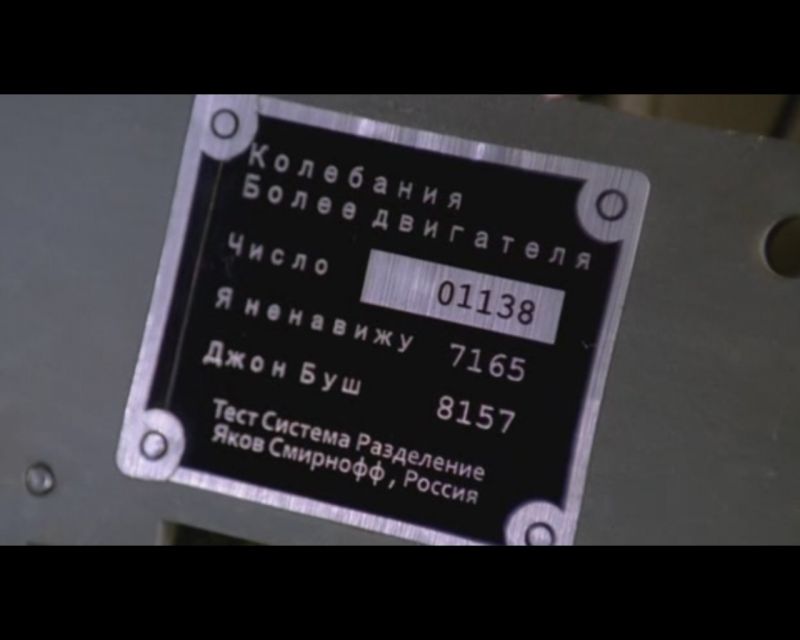 Колебания
Более двигателя
Число 01138
Я ненавижу 7165
Джон Буш 8157
Тест Система Разделение
Яков Смирнофф, Россия